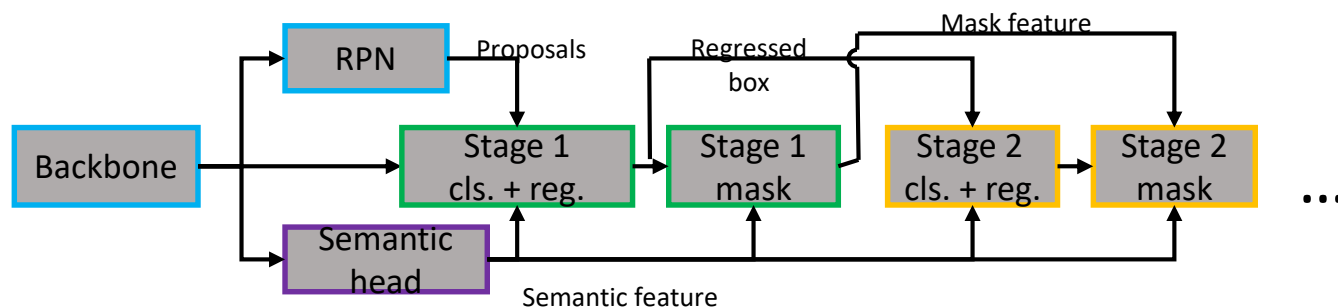 Mask feature
RPN
Proposals
Regressed
box
Backbone
Stage 1
cls. + reg.
Stage 1
mask
Stage 2
cls. + reg.
Stage 2
mask
...
Semantic
head
Semantic feature